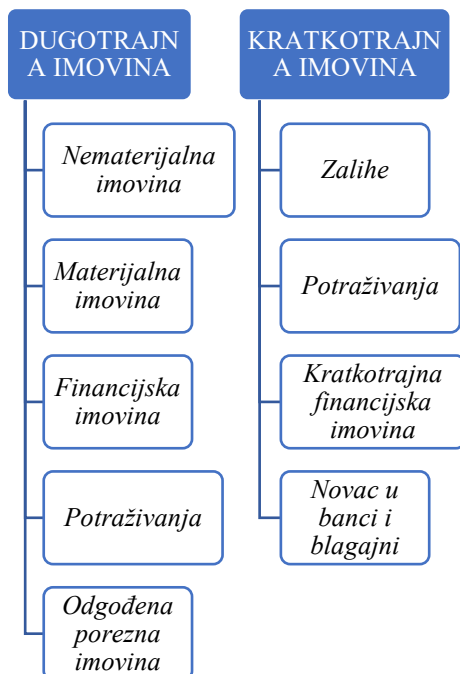 DUGOTRAJN
A IMOVINA
Nematerijalna
imovina
Materijalna
imovina
Financijska
imovina
Potraživanja
Odgođena
porezna
imovina
KRATKOTRAJN
A IMOVINA
Zalihe
Potraživanja
Kratkotrajna
financijska
imovina
Novac u
banci i
blagajni